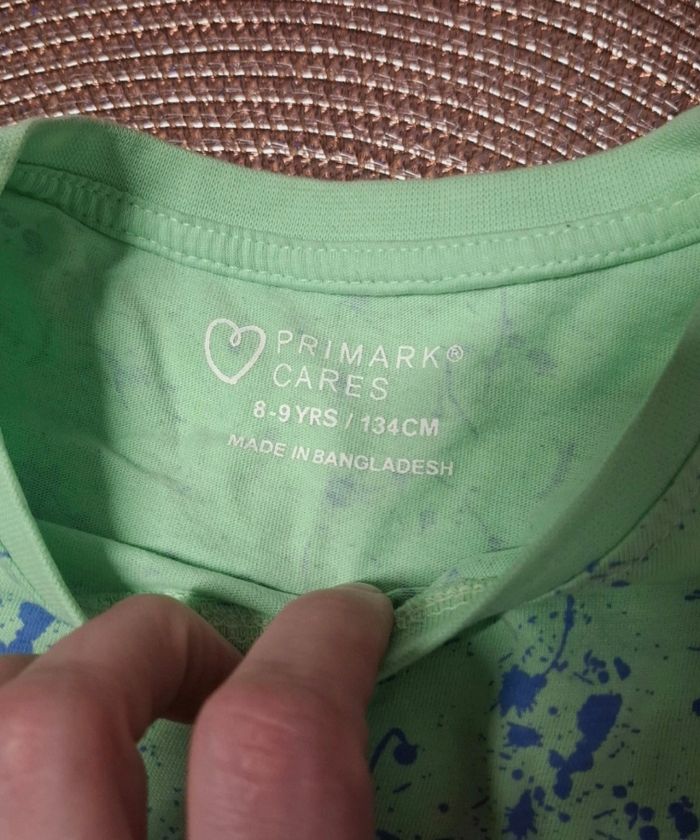 PRIMARK®
CARES
8-9 YRS / 134CM
MADE IN BANGLADESH